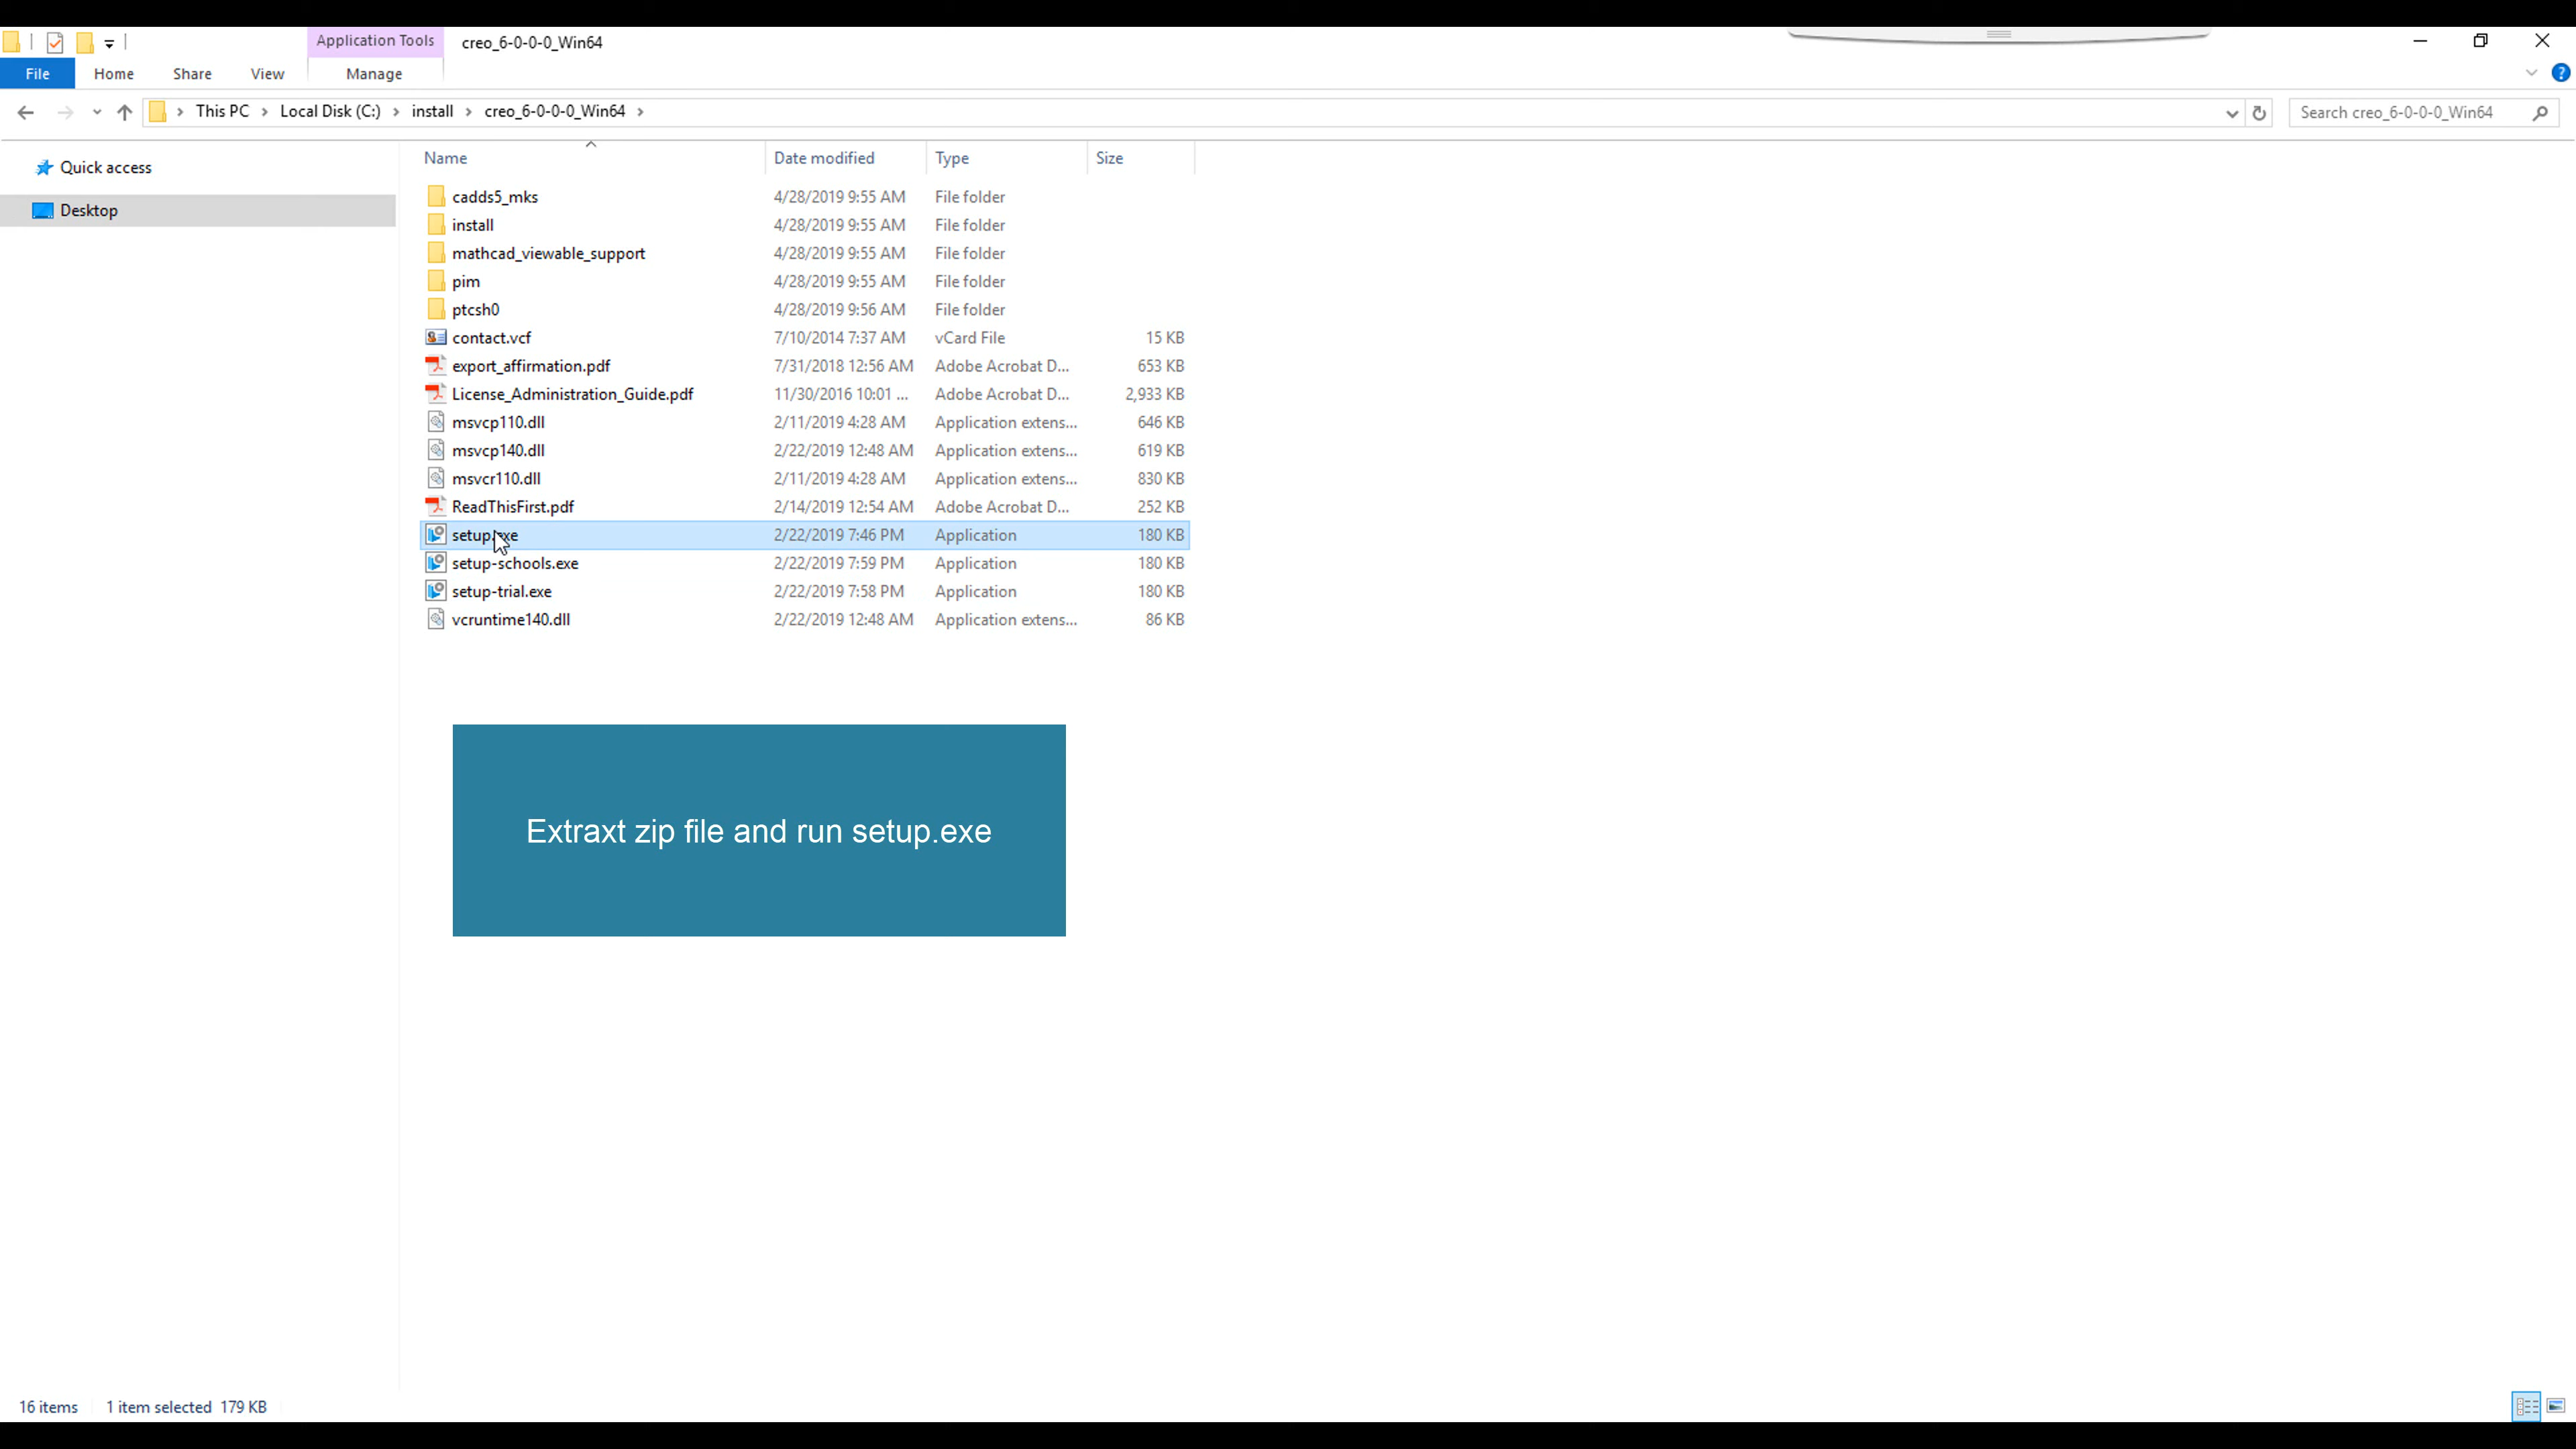 Application Tools creo_6-0-0-0_Win64
File Home Share View Manage
This PC Local Disk (C:) install creo_6-0-0-0_Win64 Search creo_6-0-0-0_Win64
Quick access
Desktop
Name Date modified Type Size
cadds5_mks 4/28/2019 9:55 AM File folder
install 4/28/2019 9:55 AM File folder
mathcad_viewable_support 4/28/2019 9:55 AM File folder
pim 4/28/2019 9:55 AM File folder
ptcsh0 4/28/2019 9:56 AM File folder
contact.vcf 7/10/2014 7:37 AM vCard File 15 KB
export_affirmation.pdf 7/31/2018 12:56 AM Adobe Acrobat D... 653 KB
License_Administration_Guide.pdf 11/30/2016 10:01 ... Adobe Acrobat D... 2,933 KB
msvcp110.dll 2/11/2019 4:28 AM Application extens... 646 KB
msvcp140.dll 2/22/2019 12:48 AM Application extens... 619 KB
msvcr110.dll 2/11/2019 4:28 AM Application extens... 830 KB
ReadThisFirst.pdf 2/14/2019 12:54 AM Adobe Acrobat D... 252 KB
setup.exe 2/22/2019 7:46 PM Application 180 KB
setup-schools.exe 2/22/2019 7:59 PM Application 180 KB
setup-trial.exe 2/22/2019 7:58 PM Application 180 KB
vcruntime140.dll 2/22/2019 12:48 AM Application extens... 86 KB
Extraxt zip file and run setup.exe
16 items 1 item selected 179 KB